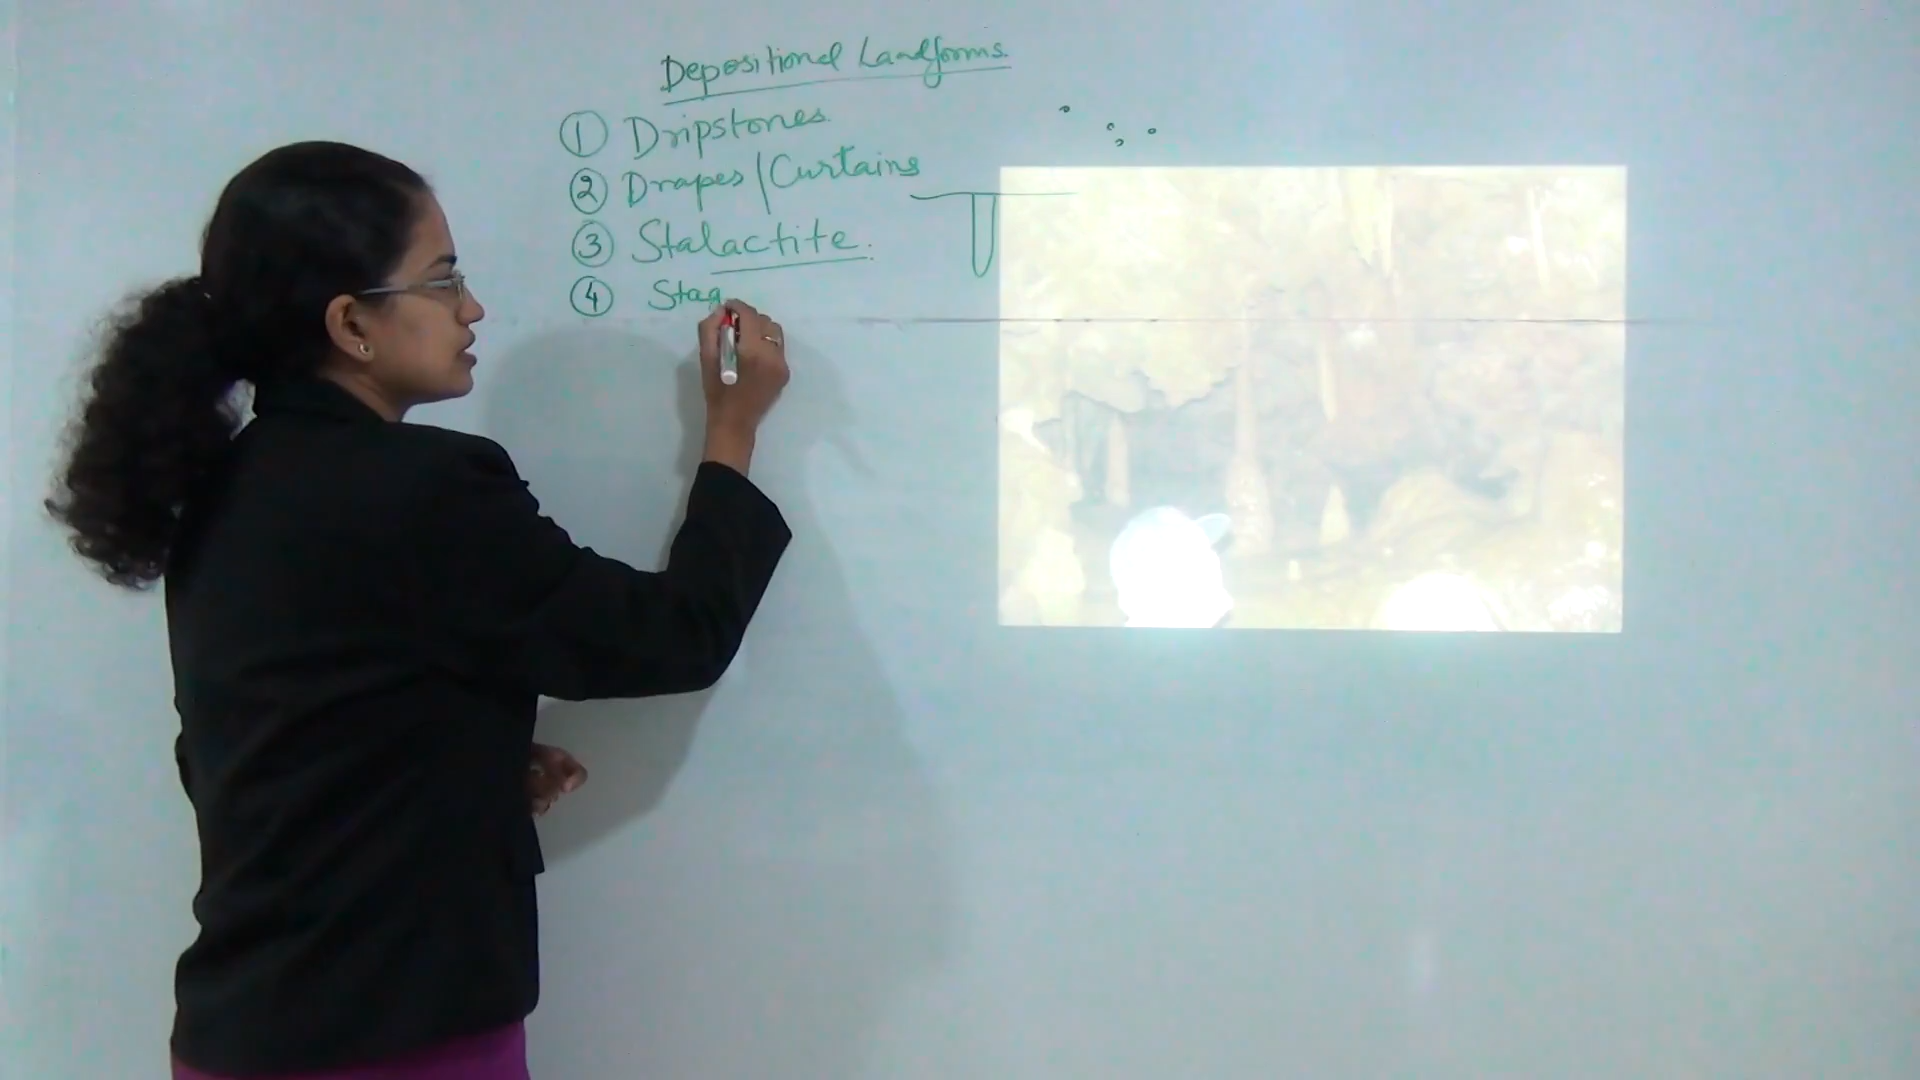 Depositional Landforms.
① Dripstones.
② Drapes/Curtains
③ Stalactite.
④ Stag